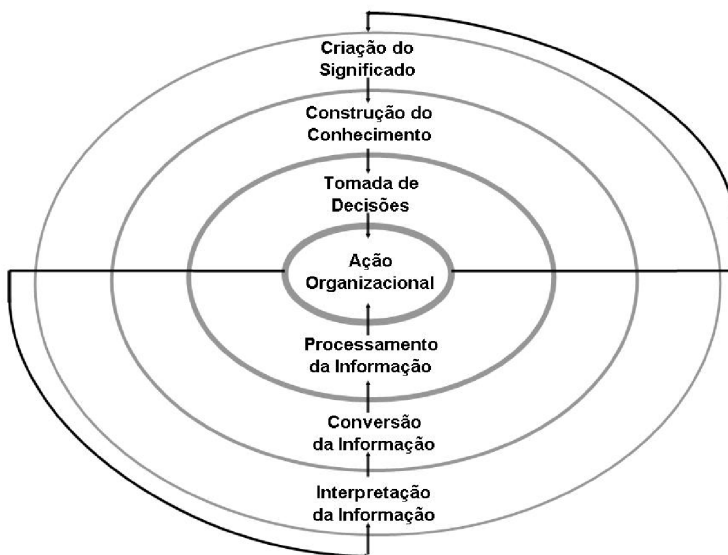 Criação do
Significado
Construção do
Conhecimento
Tomada de
Decisões
Ação
Organizacional
Processamento
da Informação
Conversão
da Informação
Interpretação
da Informação